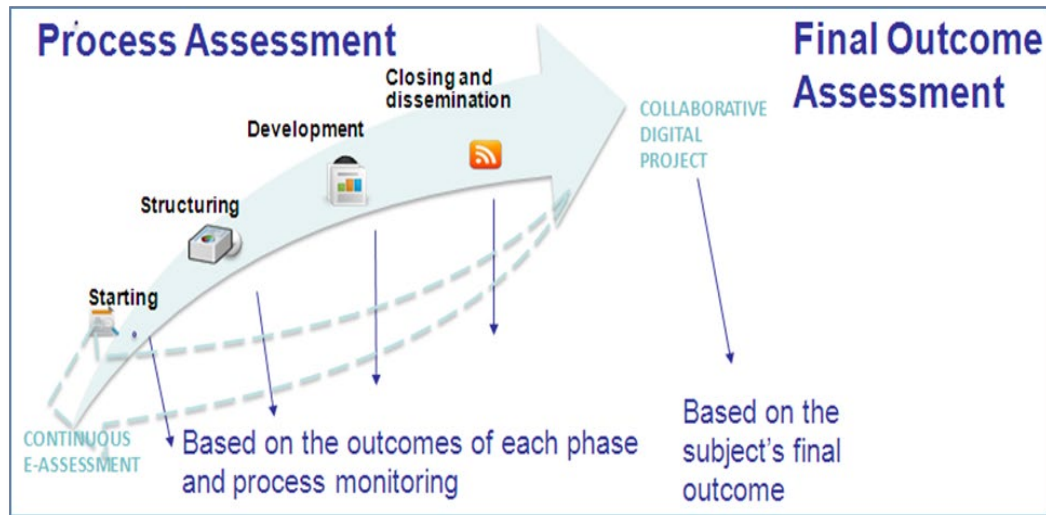 Process Assessment
Final Outcome
Assessment
Closing and
dissemination
COLLABORATIVE
DIGITAL
PROJECT
Development
Structuring
Starting
CONTINUOUS
E-ASSESSMENT
Based on the outcomes of each phase
and process monitoring
Based on the
subject's final
outcome